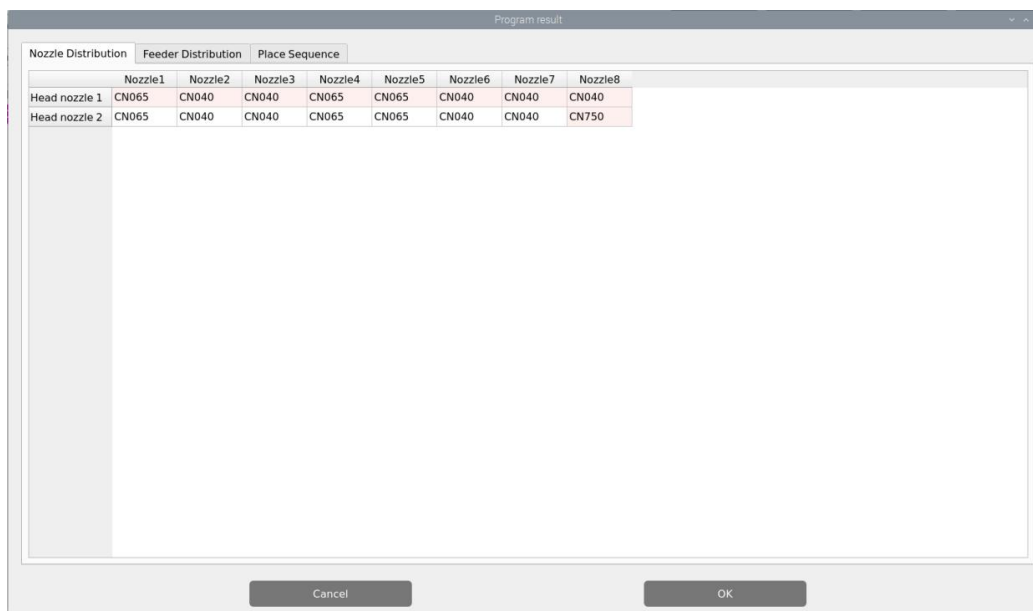 Program result
Nozzle Distribution Feeder Distribution Place Sequence
Nozzle1 Nozzle2 Nozzle3 Nozzle4 Nozzle5 Nozzle6 Nozzle7 Nozzle8
Head nozzle 1 CN065 CN040 CN040 CN065 CN065 CN040 CN040 CN040
Head nozzle 2 CN065 CN040 CN040 CN065 CN065 CN040 CN040 CN750
Cancel OK